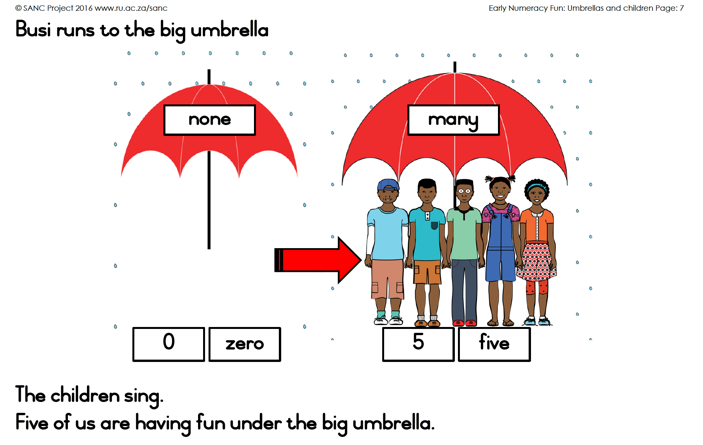 © SANC Project 2016 www.ru.ac.za/sanc
Early Numeracy Fun: Umbrellas and children Page: 7
Busi runs to the big umbrella
none
many
0 zero
5 five
The children sing.
Five of us are having fun under the big umbrella.